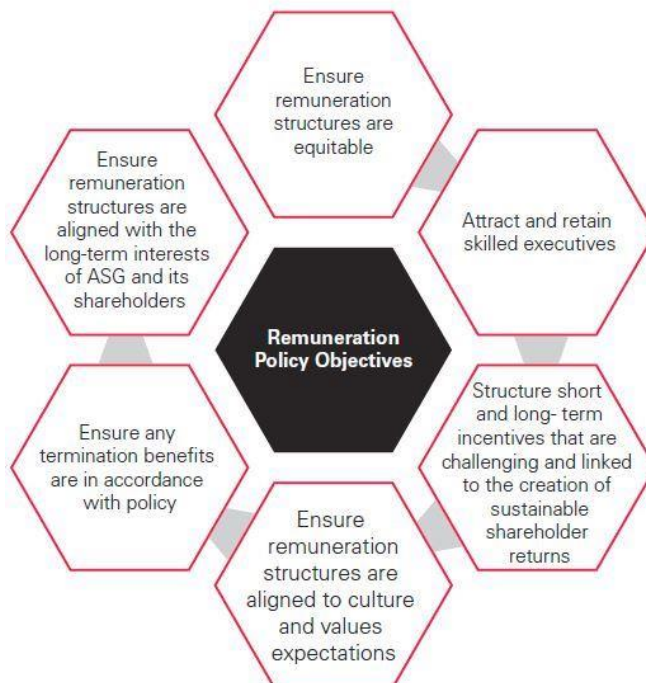 Ensure
remuneration
structures are
equitable
Attract and retain
skilled executives
Structure short
and long- term
incentives that are
challenging and linked
to the creation of
sustainable
shareholder
returns
Ensure
remuneration
structures are
aligned to culture
and values
expectations
Ensure any
termination benefits
are in accordance
with policy
Ensure
remuneration
structures are
aligned with the
long-term interests
of ASG and its
shareholders
Remuneration
Policy Objectives